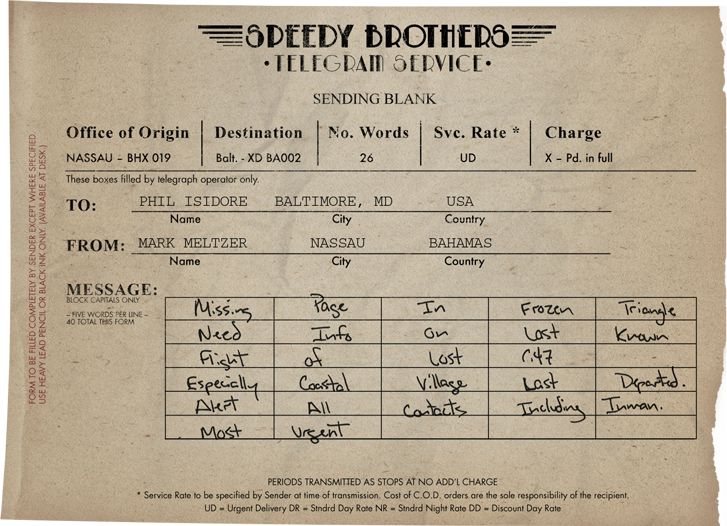 SPEEDY BROTHERS
• TELEGRAM SERVICE •
SENDING BLANK
Office of Origin Destination No. Words Svc. Rate * Charge
NASSAU – BHX 019 Balt. - XD BA002 26 UD X – Pd. in full
These boxes filled by telegraph operator only.
TO: PHIL ISIDORE BALTIMORE, MD USA
Name City Country
FROM: MARK MELTZER NASSAU BAHAMAS
Name City Country
MESSAGE:
BLOCK CAPITALS ONLY
– FIVE WORDS PER LINE –
40 TOTAL THIS FORM
Missing Page In Frozen Triangle
Need Info on Last Known
Flight of Lost C47
Especially Coastal Village Last Departed.
Alert All Contacts Including Inman.
Most Urgent
PERIODS TRANSMITTED AS STOPS AT NO ADD'L CHARGE
* Service Rate to be specified by Sender at time of transmission. Cost of C.O.D. orders are the sole responsibility of the recipient.
UD = Urgent Delivery DR = Stndrd Day Rate NR = Stndrd Night Rate DD = Discount Day Rate
FORM TO BE FILLED COMPLETELY BY SENDER EXCEPT WHERE SPECIFIED.
USE HEAVY LEAD PENCIL OR BLACK INK ONLY. (AVAILABLE AT DESK.)